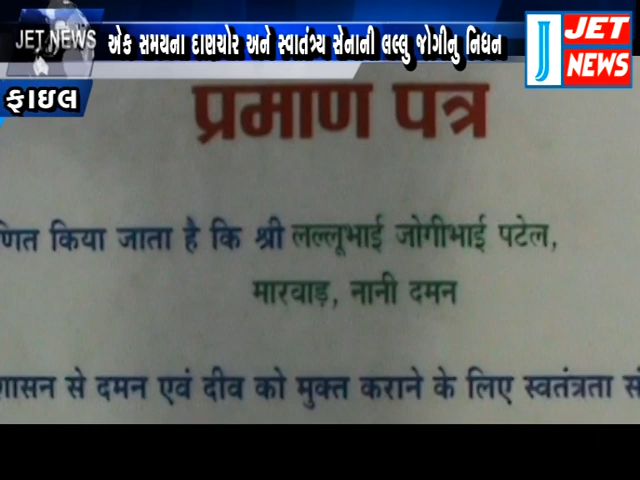 JET NEWS એક સમયના દાણચોર અને સ્વાતંત્ર્ય સેનાની લલ્લુ જોગીનુ નિધન
J JET NEWS
ફાઇલ
प्रमाण पत्र
णित किया जाता है कि श्री लल्लूभाई जोगीभाई पटेल,
मारवाड़, नानी दमन
शासन से दमन एवं दीव को मुक्त कराने के लिए स्वतंत्रता सं